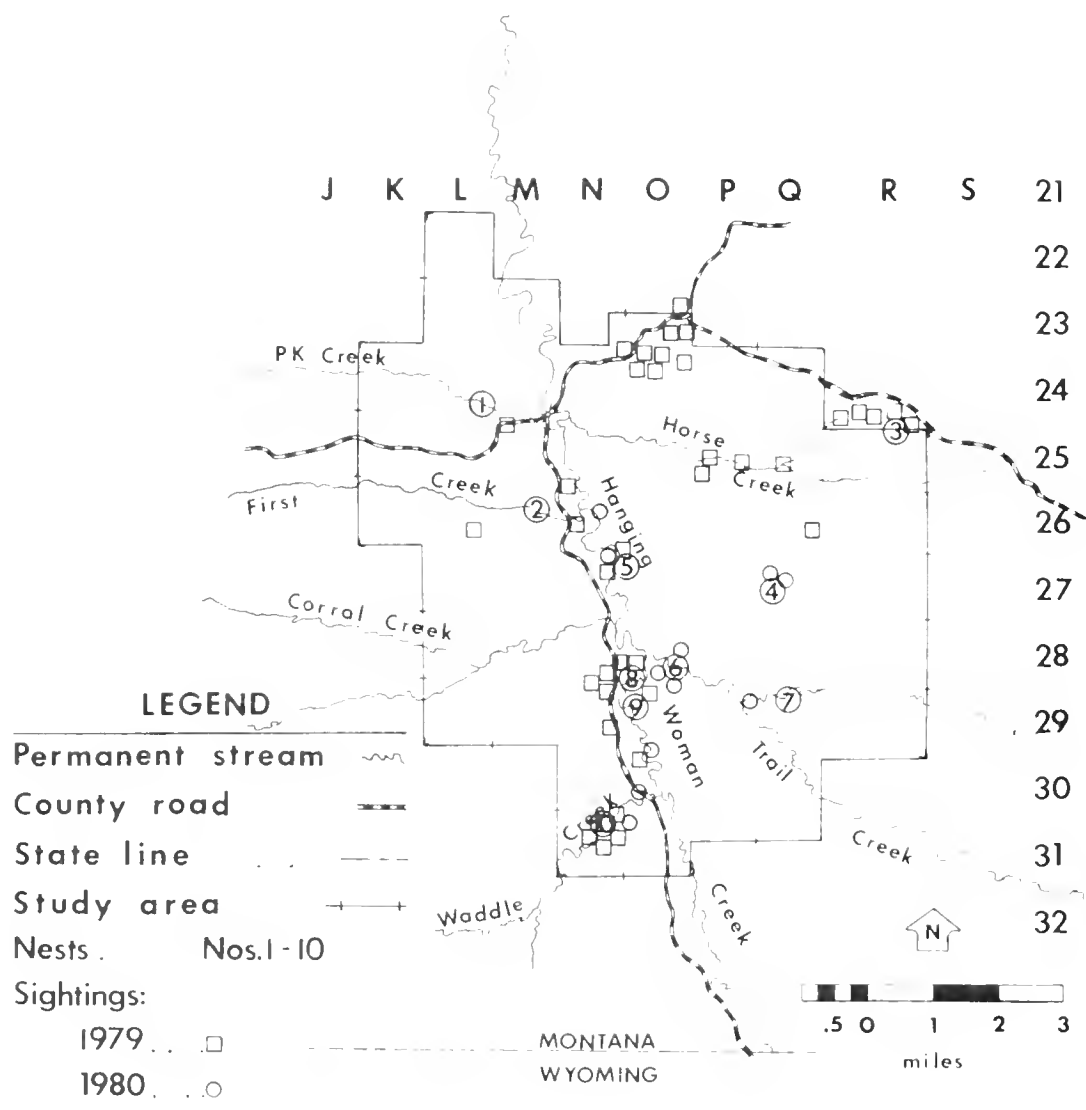 J K L M N O P Q R S 21
22
23
PK Creek
24
1
3
Horse
Creek
25
First Creek
2
Hanging
26
5
4
27
Corral Creek
28
6
8
7
LEGEND
9
Woman
29
Trail
Permanent stream
County road
30
State line
10
Creek
31
Study area
Waddle
Creek
32
Nests . Nos.1-10
N
Sightings:
.5 0 1 2 3
miles
1979 . . .
MONTANA
WYOMING
1980 . . .